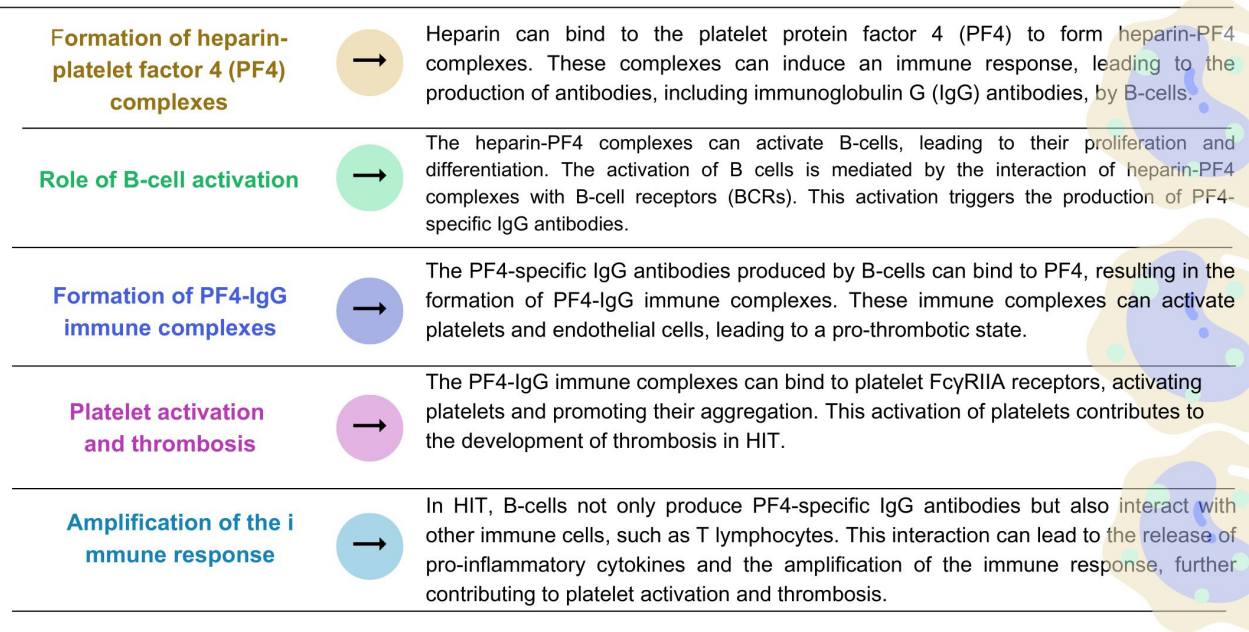 Formation of heparin-
platelet factor 4 (PF4)
complexes
Heparin can bind to the platelet protein factor 4 (PF4) to form heparin-PF4
complexes. These complexes can induce an immune response, leading to the
production of antibodies, including immunoglobulin G (IgG) antibodies, by B-cells.
Role of B-cell activation
The heparin-PF4 complexes can activate B-cells, leading to their proliferation and
differentiation. The activation of B cells is mediated by the interaction of heparin-PF4
complexes with B-cell receptors (BCRs). This activation triggers the production of PF4-
specific IgG antibodies.
Formation of PF4-IgG
immune complexes
The PF4-specific IgG antibodies produced by B-cells can bind to PF4, resulting in the
formation of PF4-IgG immune complexes. These immune complexes can activate
platelets and endothelial cells, leading to a pro-thrombotic state.
Platelet activation
and thrombosis
The PF4-IgG immune complexes can bind to platelet FcγRIIA receptors, activating
platelets and promoting their aggregation. This activation of platelets contributes to
the development of thrombosis in HIT.
Amplification of the i
mmune response
In HIT, B-cells not only produce PF4-specific IgG antibodies but also interact with
other immune cells, such as T lymphocytes. This interaction can lead to the release of
pro-inflammatory cytokines and the amplification of the immune response, further
contributing to platelet activation and thrombosis.